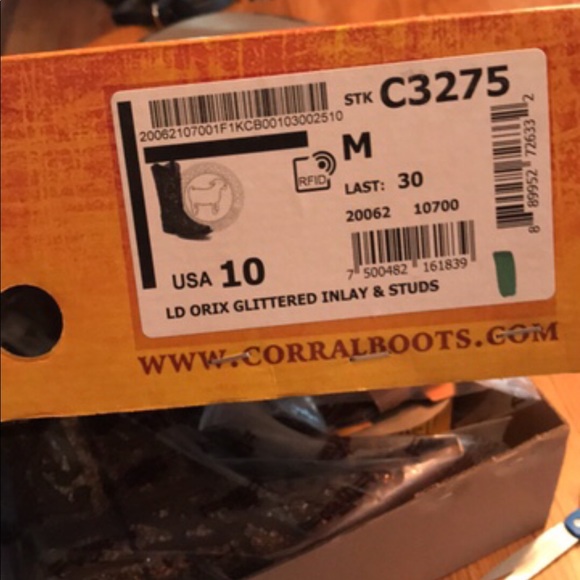 STK C3275
20062107001F1KCB00103002510
M
RFID
LAST: 30
20062 10700
7 500482 161839
8 89952 72633 2
USA 10
LD ORIX GLITTERED INLAY & STUDS
WWW.CORRALBOOTS.COM